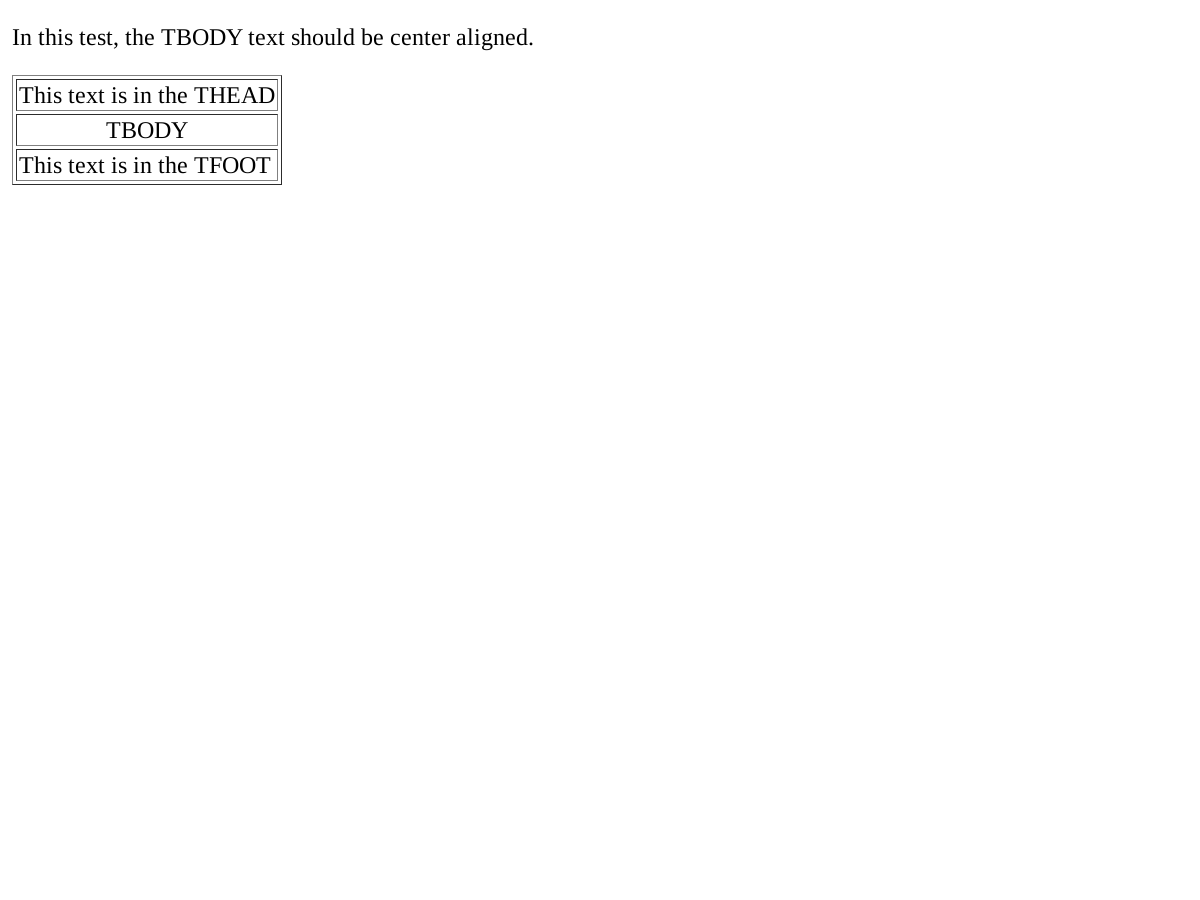 In this test, the TBODY text should be center aligned.
This text is in the THEAD
TBODY
This text is in the TFOOT